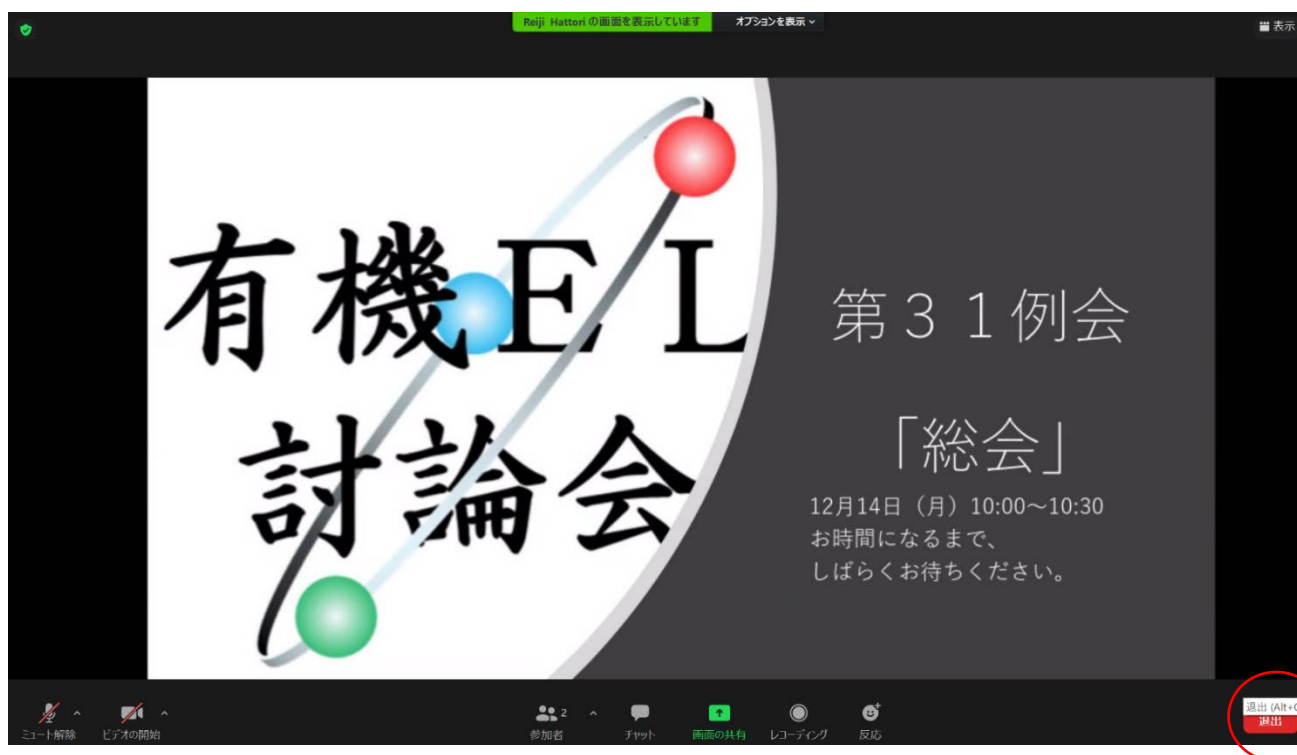 Reiji Hattori の画面を表示しています オプションを表示
表示
有機EL
討論会
第３１例会
「総会」
12月14日（月）10:00～10:30
お時間になるまで、
しばらくお待ちください。
ミュート解除 ビデオの開始 参加者 2 チャット 画面の共有 レコーディング 反応
退出 (Alt+Q
退出